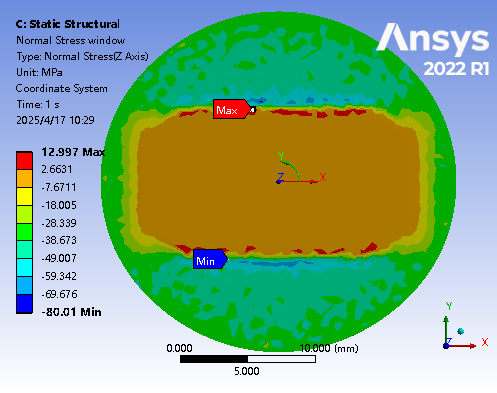 C: Static Structural
Normal Stress window
Type: Normal Stress(Z Axis)
Unit: MPa
Coordinate System
Time: 1 s
2025/4/17 10:29
Ansys
2022 R1
12.997 Max
2.6631
-7.6711
-18.005
-28.339
-38.673
-49.007
-59.342
-69.676
-80.01 Min
Max
Min
Y
Z
X
0.000
10.000 (mm)
5.000
Y
Z
X